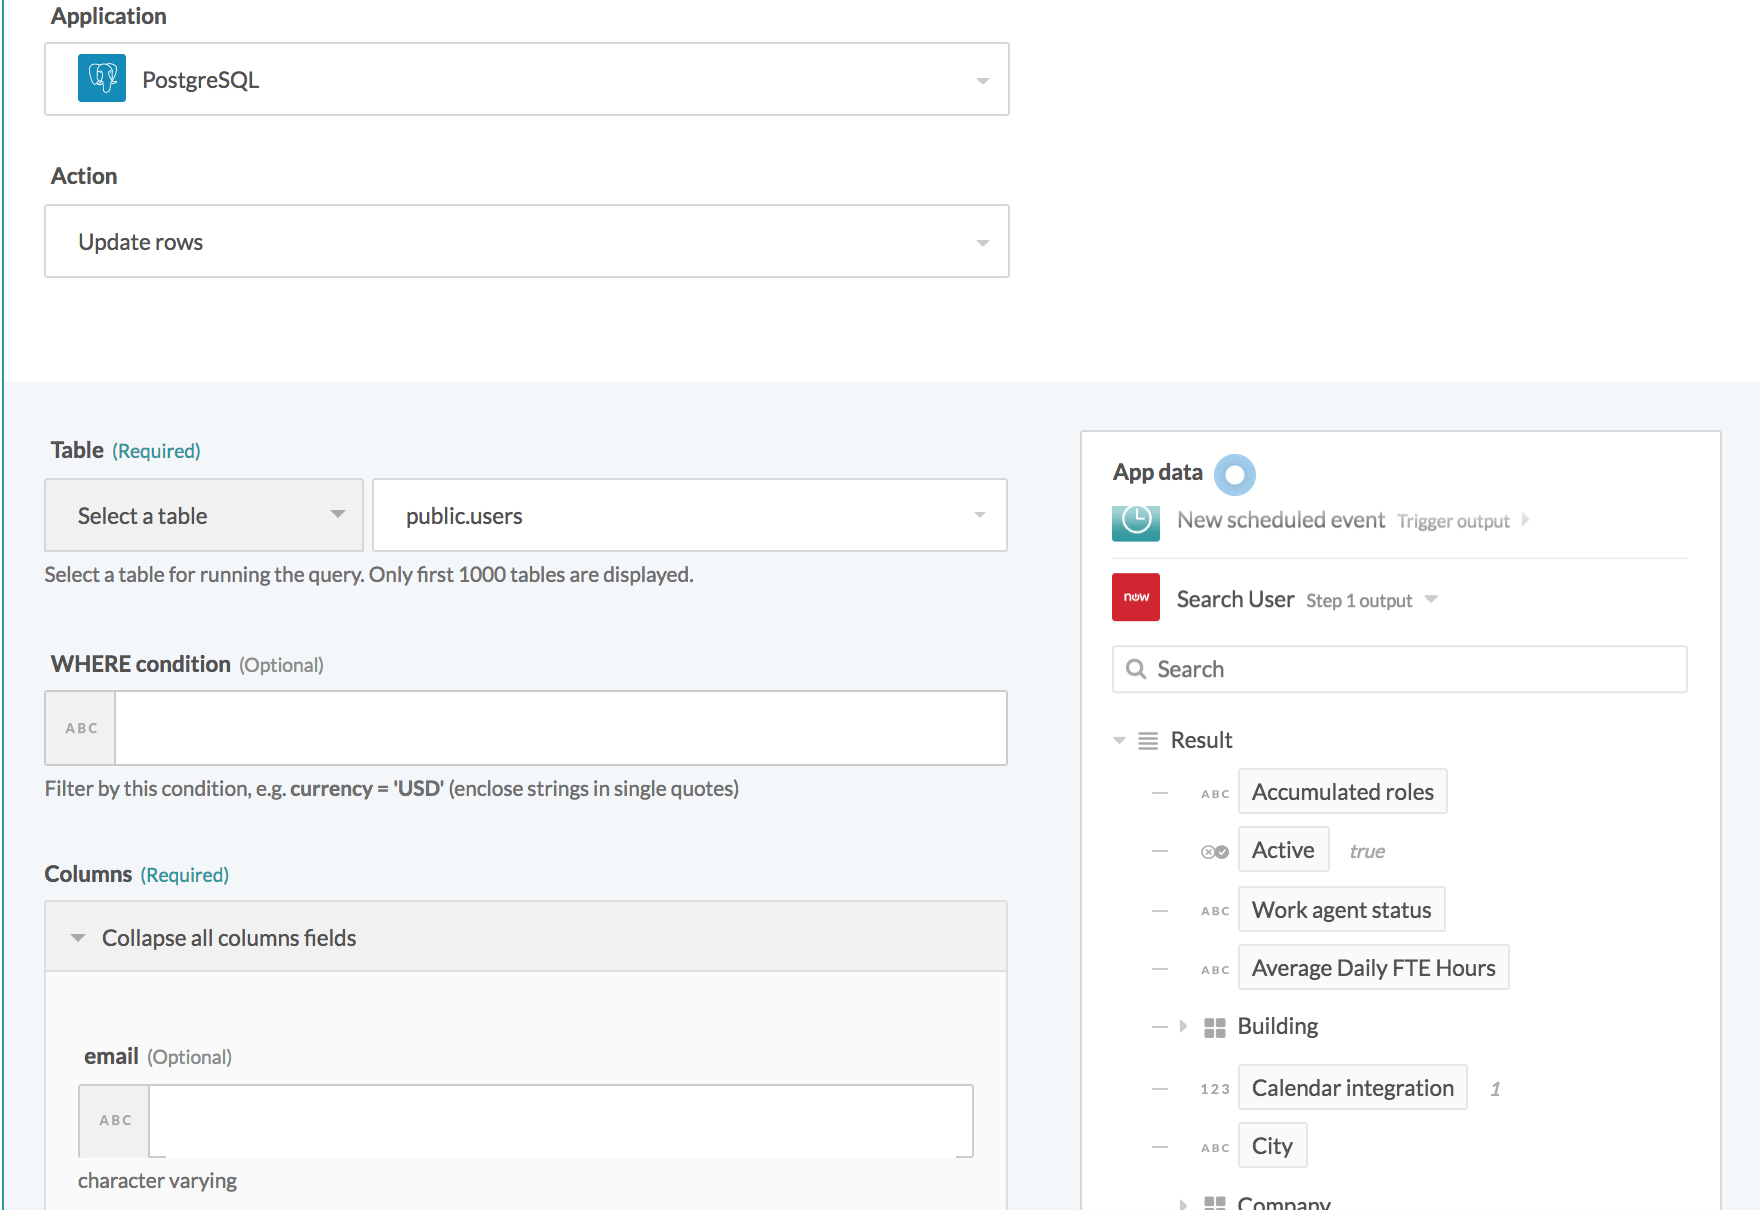 Application
PostgreSQL
Action
Update rows
Table (Required)
Select a table
public.users
Select a table for running the query. Only first 1000 tables are displayed.
WHERE condition (Optional)
ABC
Filter by this condition, e.g. currency = 'USD' (enclose strings in single quotes)
Columns (Required)
Collapse all columns fields
email (Optional)
ABC
character varying
App data
New scheduled event Trigger output
now
Search User Step 1 output
Search
Result
ABC Accumulated roles
Active true
ABC Work agent status
ABC Average Daily FTE Hours
Building
123 Calendar integration 1
ABC City
Company